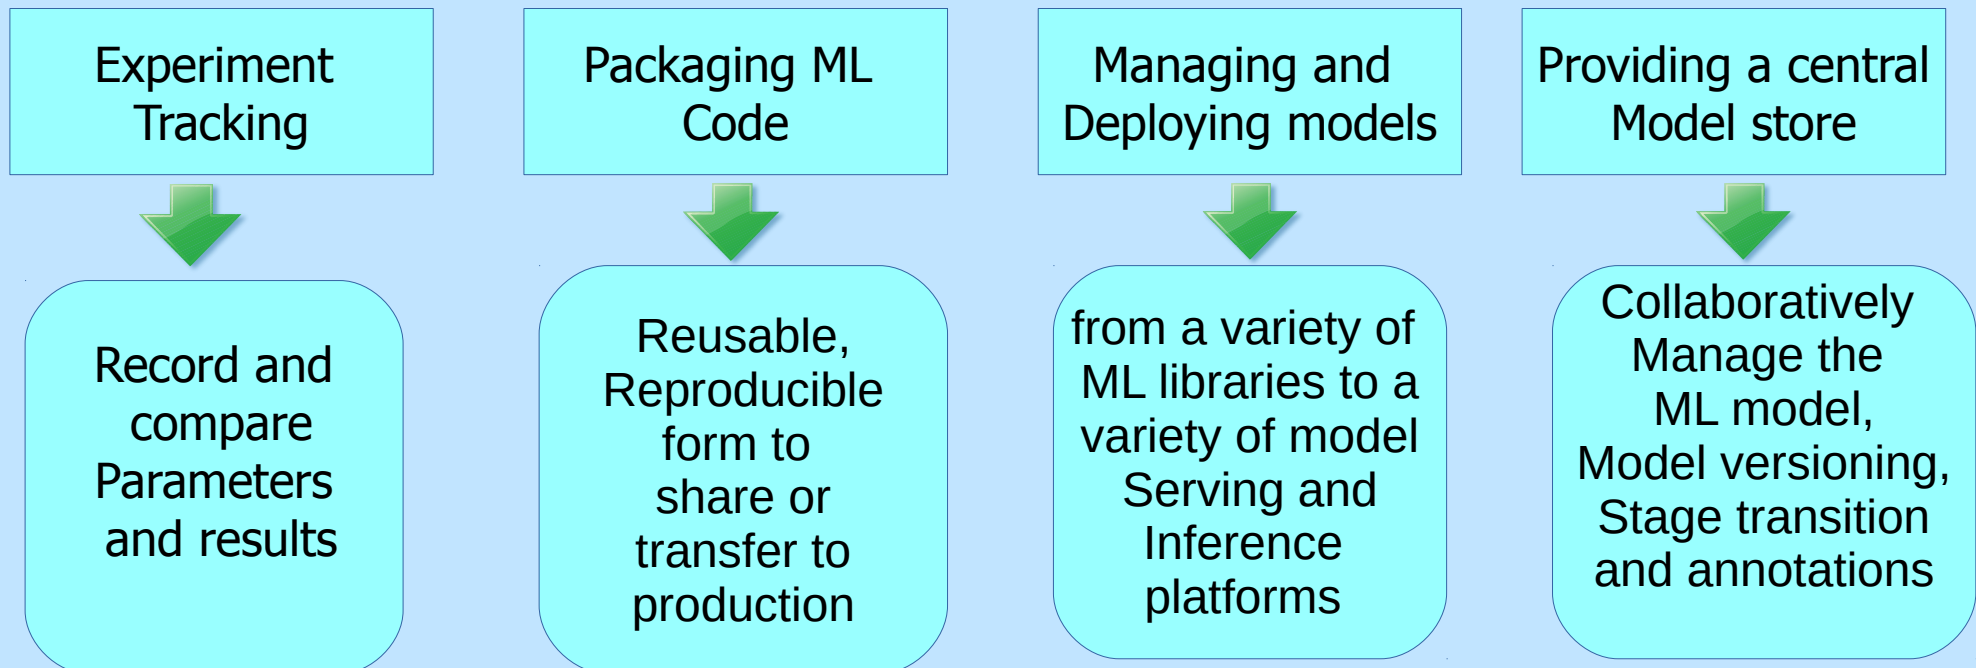 Experiment
Tracking
Packaging ML
Code
Managing and
Deploying models
Providing a central
Model store
Record and
compare
Parameters
and results
Reusable,
Reproducible
form to
share or
transfer to
production
from a variety of
ML libraries to a
variety of model
Serving and
Inference
platforms
Collaboratively
Manage the
ML model,
Model versioning,
Stage transition
and annotations